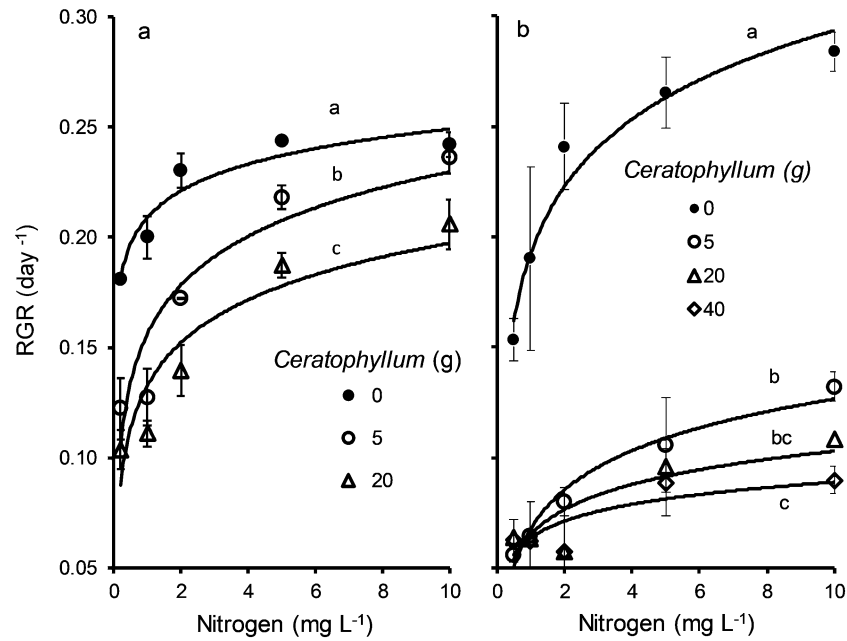 a
b
0.30
0.25
0.20
0.15
0.10
0.05
RGR (day -1)
a
b
c
Ceratophyllum (g)
0
5
20
0
2
4
6
8
10
Nitrogen (mg L-1)
a
Ceratophyllum (g)
0
5
20
40
b
bc
c
0
2
4
6
8
10
Nitrogen (mg L-1)